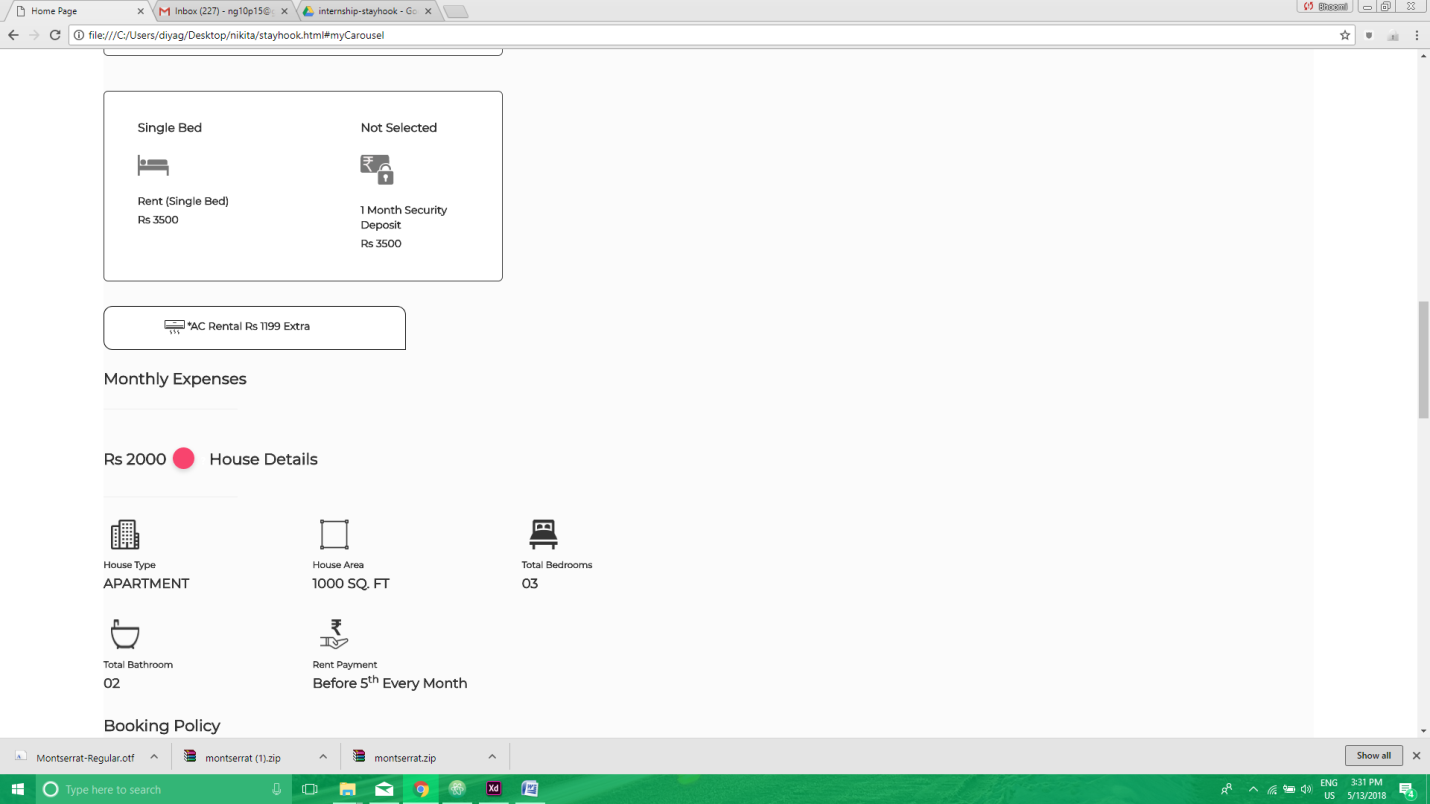 Home Page
Inbox (227) - ng10p15@g
internship-stayhook - Go
Bhoomi
file:///C:/Users/diyag/Desktop/nikita/stayhook.html#myCarousel
Single Bed
Not Selected
Rent (Single Bed)
Rs 3500
1 Month Security
Deposit
Rs 3500
*AC Rental Rs 1199 Extra
Monthly Expenses
Rs 2000
House Details
House Type
APARTMENT
House Area
1000 SQ. FT
Total Bedrooms
03
Total Bathroom
02
Rent Payment
Before 5th Every Month
Booking Policy
Montserrat-Regular.otf
montserrat (1).zip
montserrat.zip
Show all
Type here to search
Xd
ENG
US
3:31 PM
5/13/2018
4